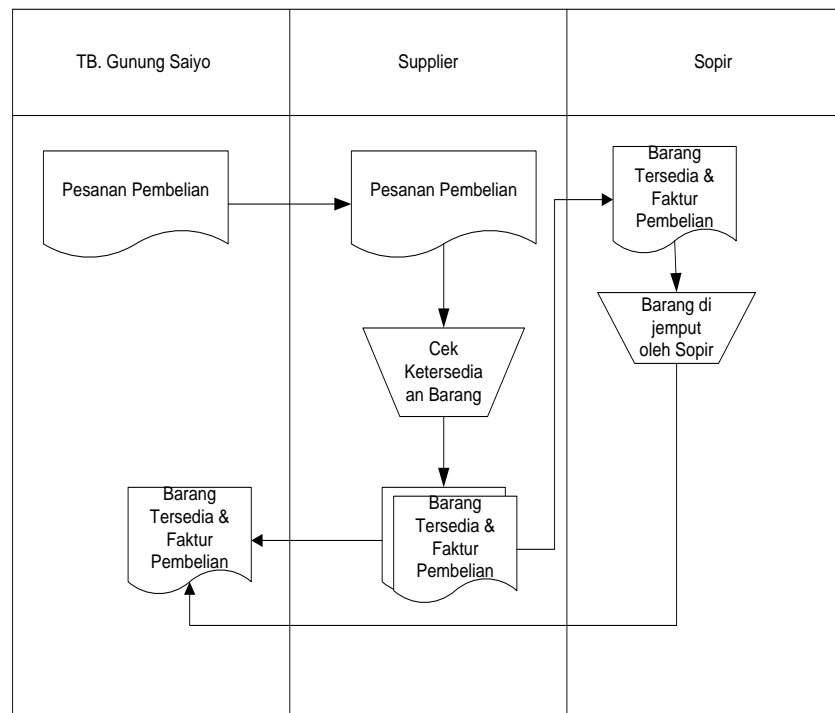 TB. Gunung Saiyo
Supplier
Sopir
Pesanan Pembelian
Pesanan Pembelian
Barang
Tersedia &
Faktur
Pembelian
Cek
Ketersedia
an Barang
Barang di
jemput
oleh Sopir
Barang
Tersedia &
Faktur
Pembelian
Barang
Tersedia &
Faktur
Pembelian